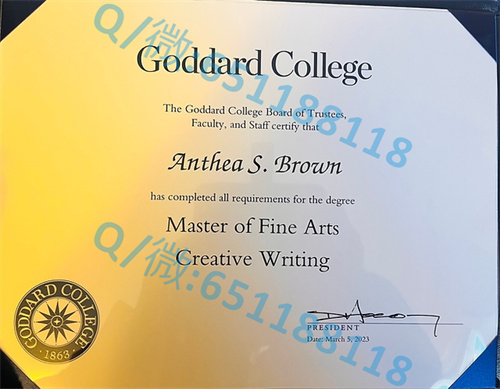 Goddard College
The Goddard College Board of Trustees,
Faculty, and Staff certify that
Anthea S. Brown
has completed all requirements for the degree
Master of Fine Arts
Creative Writing
GODDARD COLLEGE
· 1863 ·
PRESIDENT
Date: March 5, 2023
Q/微:651188118
Q/微:651188118